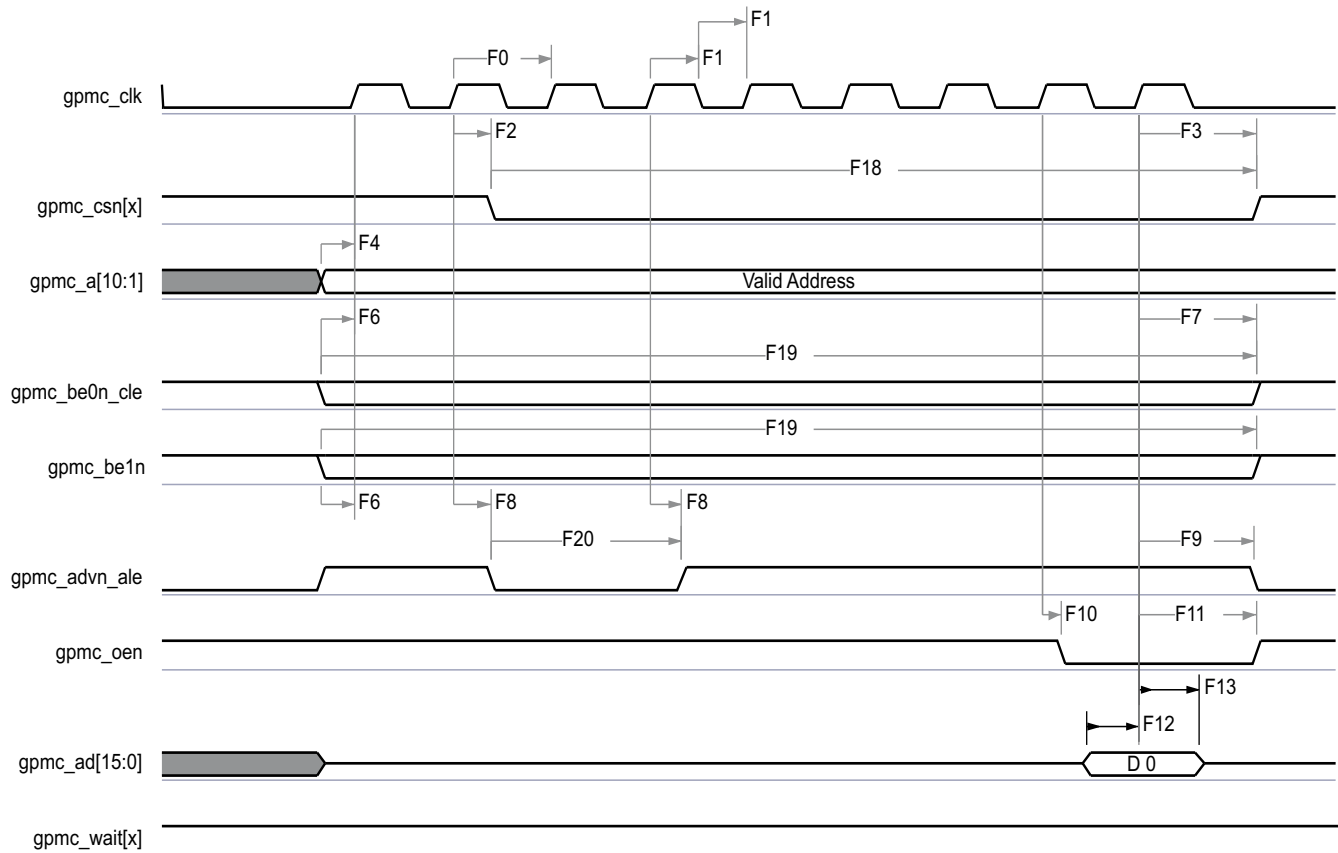 F1
F0
F1
gpmc_clk
F2
F3
F18
gpmc_csn[x]
F4
gpmc_a[10:1]
Valid Address
F6
F7
F19
gpmc_be0n_cle
F19
gpmc_be1n
F6
F8
F8
F20
F9
gpmc_advn_ale
F10
F11
gpmc_oen
F13
F12
gpmc_ad[15:0]
D 0
gpmc_wait[x]